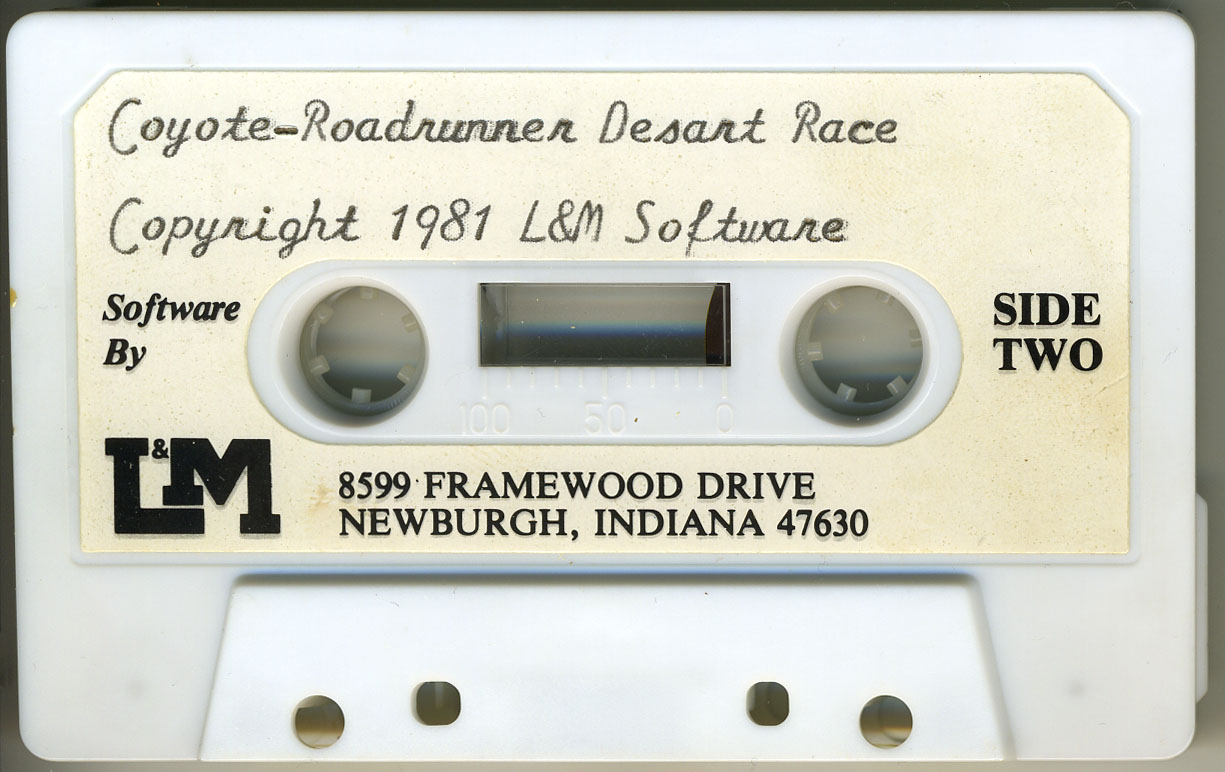 Coyote-Roadrunner Desart Race
Copyright 1981 L&M Software
Software
By
SIDE
TWO
100 50 0
L&M
8599 FRAMEWOOD DRIVE
NEWBURGH, INDIANA 47630